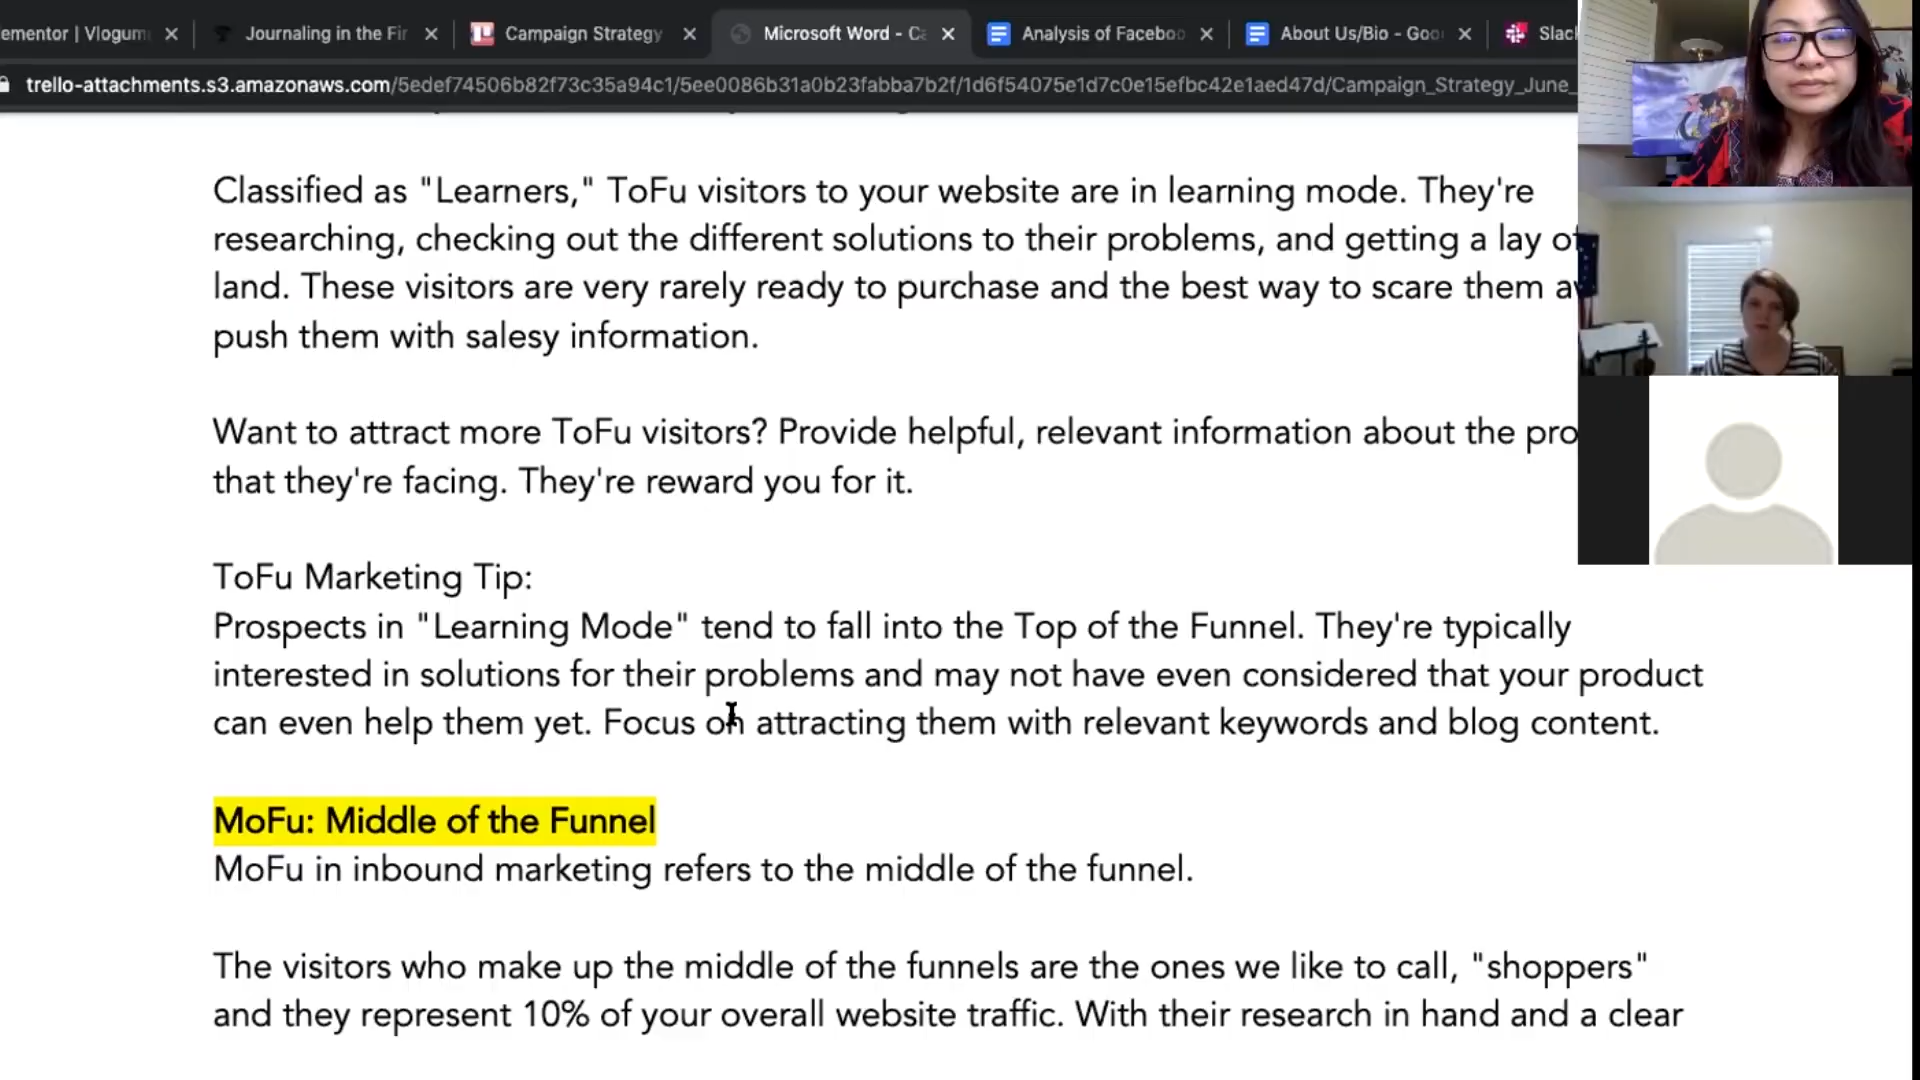 ementor | Vlogum
Journaling in the Fir
Campaign Strategy
Microsoft Word - Ca
Analysis of Faceboo
About Us/Bio - Goo
Slac
trello-attachments.s3.amazonaws.com/5edef74506b82f73c35a94c1/5ee0086b31a0b23fabba7b2f/1d6f54075e1d7c0e15efbc42e1aed47d/Campaign_Strategy_June_
Classified as "Learners," ToFu visitors to your website are in learning mode. They're
researching, checking out the different solutions to their problems, and getting a lay of
land. These visitors are very rarely ready to purchase and the best way to scare them a
push them with salesy information.
Want to attract more ToFu visitors? Provide helpful, relevant information about the pro
that they're facing. They're reward you for it.
ToFu Marketing Tip:
Prospects in "Learning Mode" tend to fall into the Top of the Funnel. They're typically
interested in solutions for their problems and may not have even considered that your product
can even help them yet. Focus on attracting them with relevant keywords and blog content.
MoFu: Middle of the Funnel
MoFu in inbound marketing refers to the middle of the funnel.
The visitors who make up the middle of the funnels are the ones we like to call, "shoppers"
and they represent 10% of your overall website traffic. With their research in hand and a clear